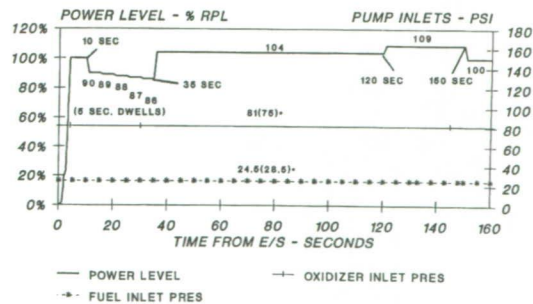 POWER LEVEL - % RPL
PUMP INLETS - PSI
120%
100%
80%
60%
40%
20%
0%
180
160
140
120
100
80
60
40
20
0
10 SEC
90 89 88 87 86
(5 SEC. DWELLS)
35 SEC
104
109
120 SEC
150 SEC
100
81(75)*
24.5(28.5)*
0 20 40 60 80 100 120 140 160
TIME FROM E/S - SECONDS
POWER LEVEL
OXIDIZER INLET PRES
FUEL INLET PRES